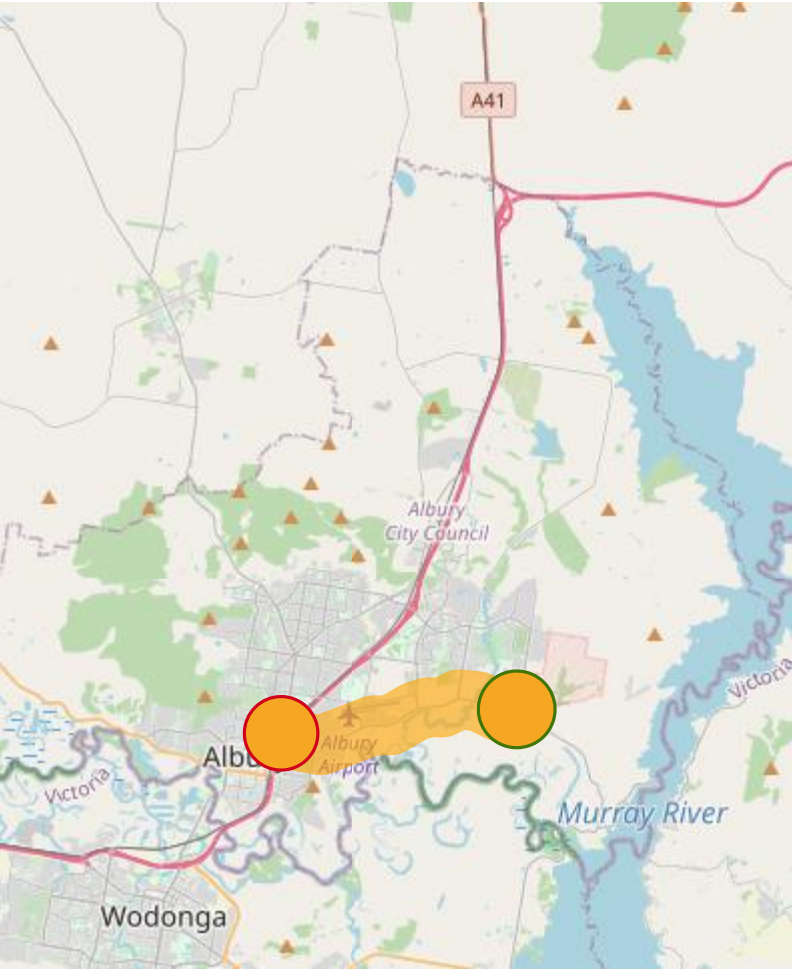 A41
Albury
City Council
Victoria
Albu
Albury
Airport
Victoria
Murray River
Wodonga